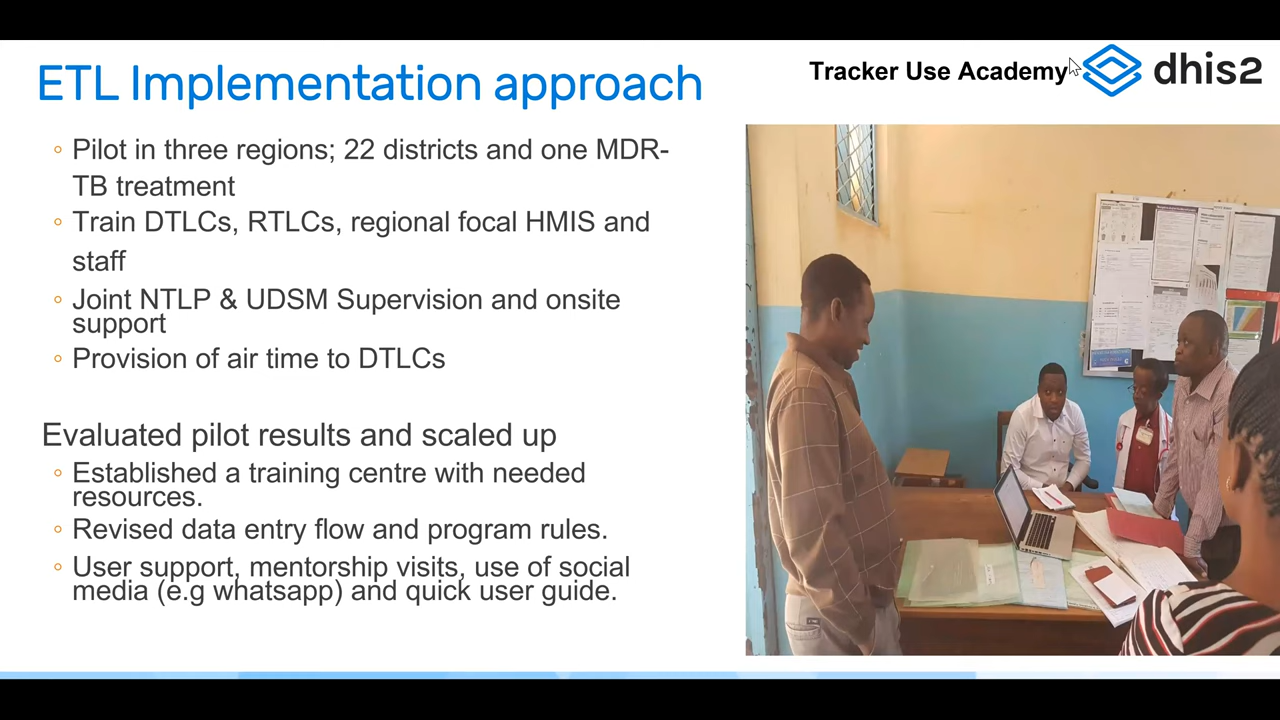 ETL Implementation approach
Tracker Use Academy
dhis2
◦ Pilot in three regions; 22 districts and one MDR-
TB treatment
◦ Train DTLCs, RTLCs, regional focal HMIS and
staff
◦ Joint NTLP & UDSM Supervision and onsite
support
◦ Provision of air time to DTLCs
Evaluated pilot results and scaled up
◦ Established a training centre with needed
resources.
◦ Revised data entry flow and program rules.
◦ User support, mentorship visits, use of social
media (e.g whatsapp) and quick user guide.